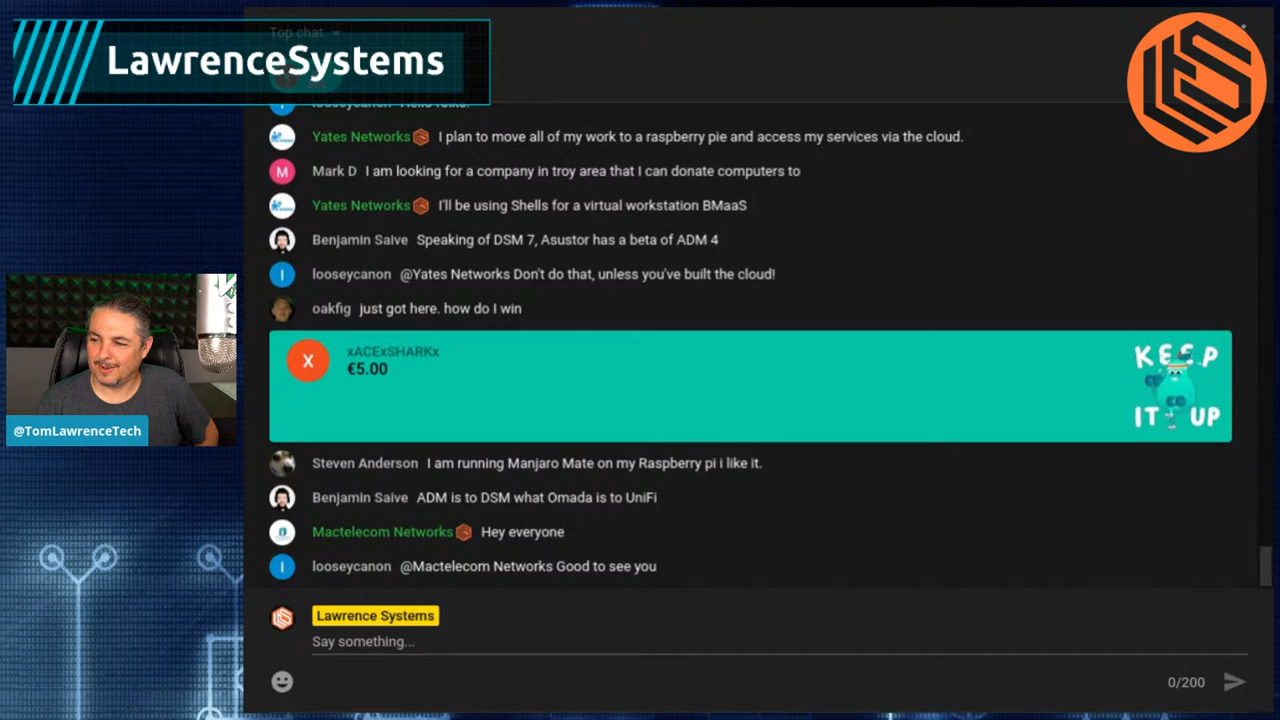 Top chat
LawrenceSystems
looseycanon Hello folks!
Yates Networks I plan to move all of my work to a raspberry pie and access my services via the cloud.
Mark D I am looking for a company in troy area that I can donate computers to
Yates Networks I'll be using Shells for a virtual workstation BMaaS
Benjamin Saive Speaking of DSM 7, Asustor has a beta of ADM 4
looseycanon @Yates Networks Don't do that, unless you've built the cloud!
oakfig just got here. how do I win
X xACExSHARKx
€5.00
KEEP
IT UP
@TomLawrenceTech
Steven Anderson I am running Manjaro Mate on my Raspberry pi i like it.
Benjamin Saive ADM is to DSM what Omada is to UniFi
Mactelecom Networks Hey everyone
looseycanon @Mactelecom Networks Good to see you
Lawrence Systems
Say something...
0/200